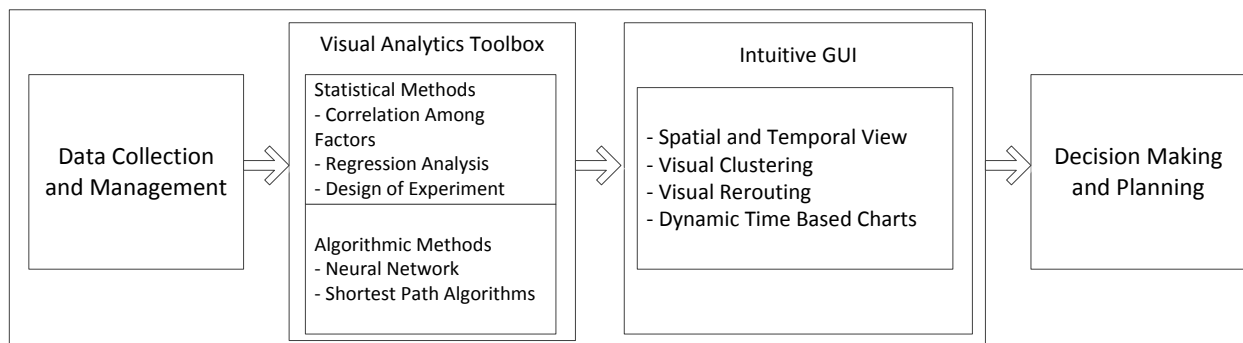 Data Collection
and Management
Visual Analytics Toolbox
Statistical Methods
- Correlation Among
Factors
- Regression Analysis
- Design of Experiment
Algorithmic Methods
- Neural Network
- Shortest Path Algorithms
Intuitive GUI
- Spatial and Temporal View
- Visual Clustering
- Visual Rerouting
- Dynamic Time Based Charts
Decision Making
and Planning